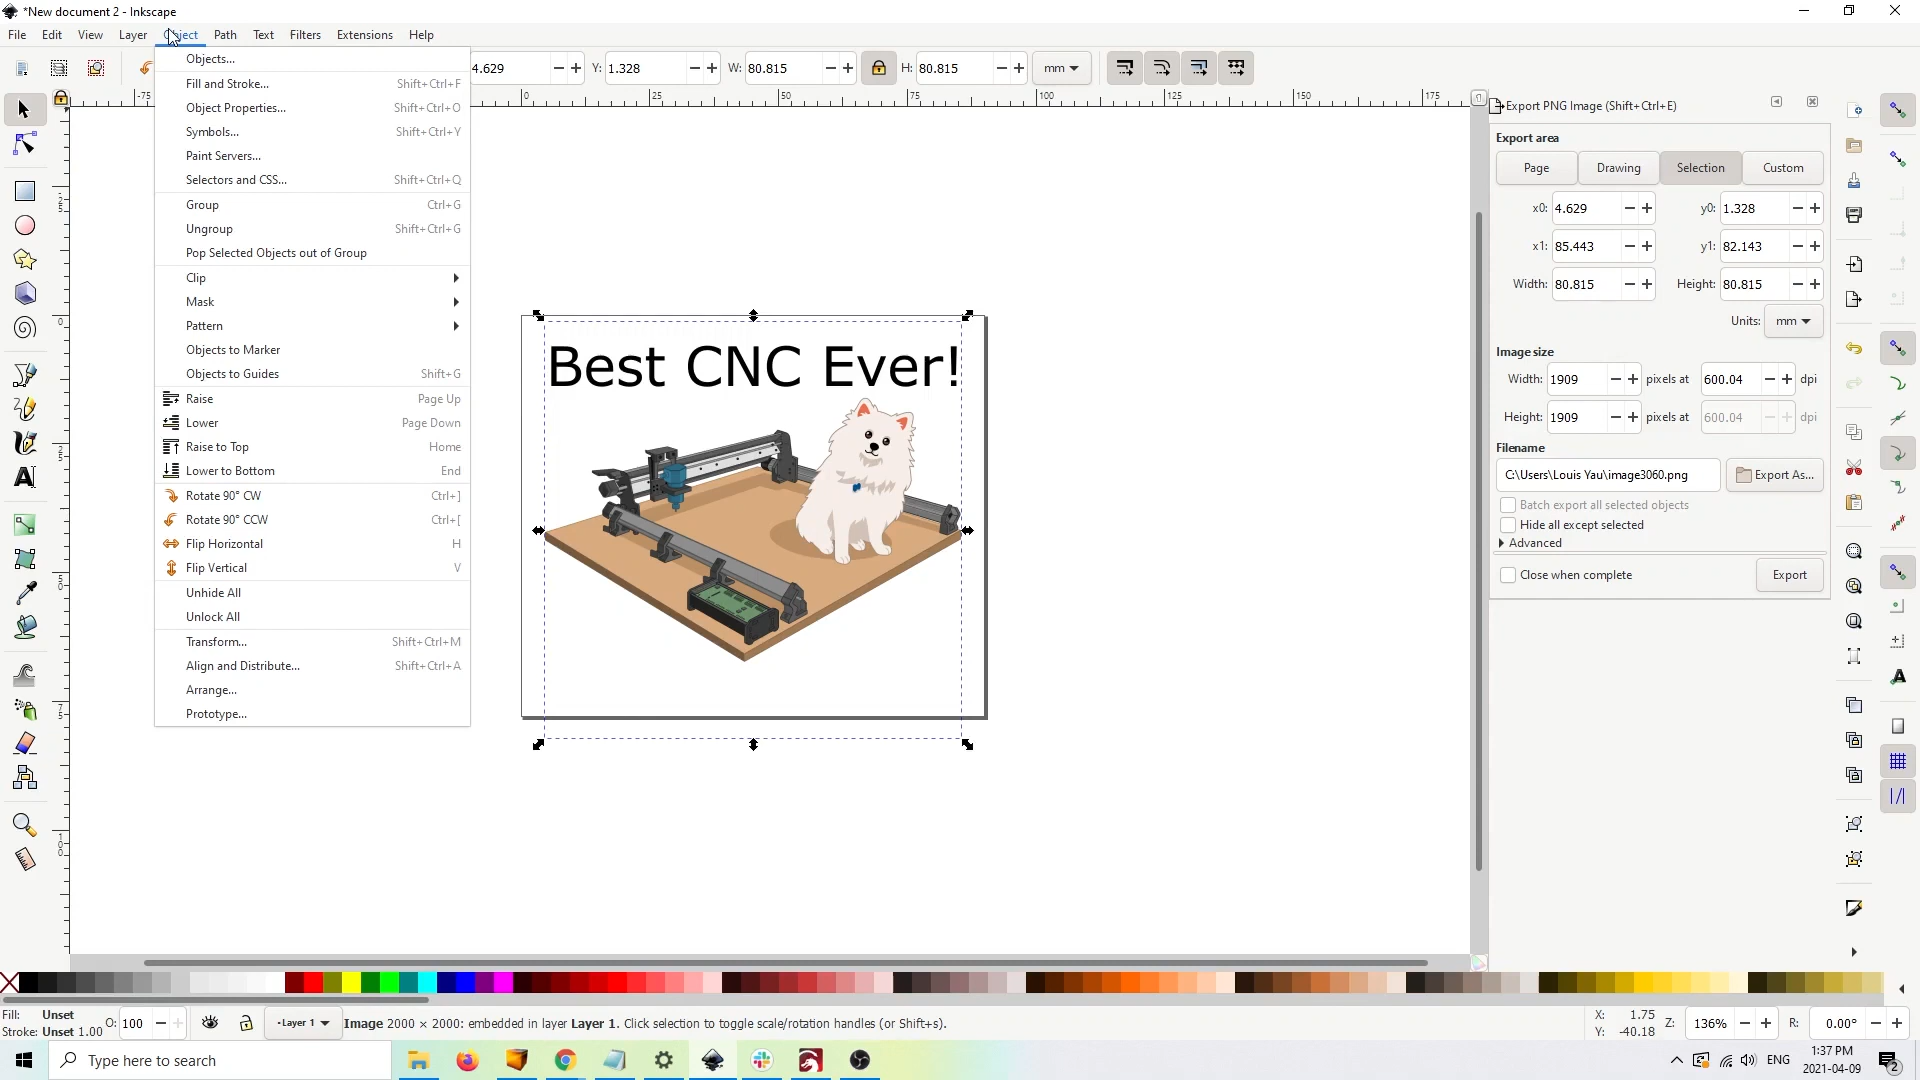 *New document 2 - Inkscape
File Edit View Layer Object Path Text Filters Extensions Help
4.629 Y: 1.328 W: 80.815 H: 80.815 mm
Objects...
Fill and Stroke... Shift+Ctrl+F
Object Properties... Shift+Ctrl+O
Symbols... Shift+Ctrl+Y
Paint Servers...
Selectors and CSS... Shift+Ctrl+Q
Group Ctrl+G
Ungroup Shift+Ctrl+G
Pop Selected Objects out of Group
Clip
Mask
Pattern
Objects to Marker
Objects to Guides Shift+G
Raise Page Up
Lower Page Down
Raise to Top Home
Lower to Bottom End
Rotate 90° CW Ctrl+]
Rotate 90° CCW Ctrl+[
Flip Horizontal H
Flip Vertical V
Unhide All
Unlock All
Transform... Shift+Ctrl+M
Align and Distribute... Shift+Ctrl+A
Arrange...
Prototype...
-75 0 25 50 75 100 125 150 175
Best CNC Ever!
Export PNG Image (Shift+Ctrl+E)
Export area
Page Drawing Selection Custom
x0: 4.629 y0: 1.328
x1: 85.443 y1: 82.143
Width: 80.815 Height: 80.815
Units: mm
Image size
Width: 1909 pixels at 600.04 dpi
Height: 1909 pixels at 600.04 dpi
Filename
C:\Users\Louis Yau\image3060.png Export As...
Batch export all selected objects
Hide all except selected
Advanced
Close when complete Export
Fill: Unset
Stroke: Unset 1.00 O: 100 -Layer 1 Image 2000 × 2000: embedded in layer Layer 1. Click selection to toggle scale/rotation handles (or Shift+s).
X: 1.75
Y: -40.18
Z: 136% R: 0.00°
Type here to search
ENG 1:37 PM
2021-04-09
2